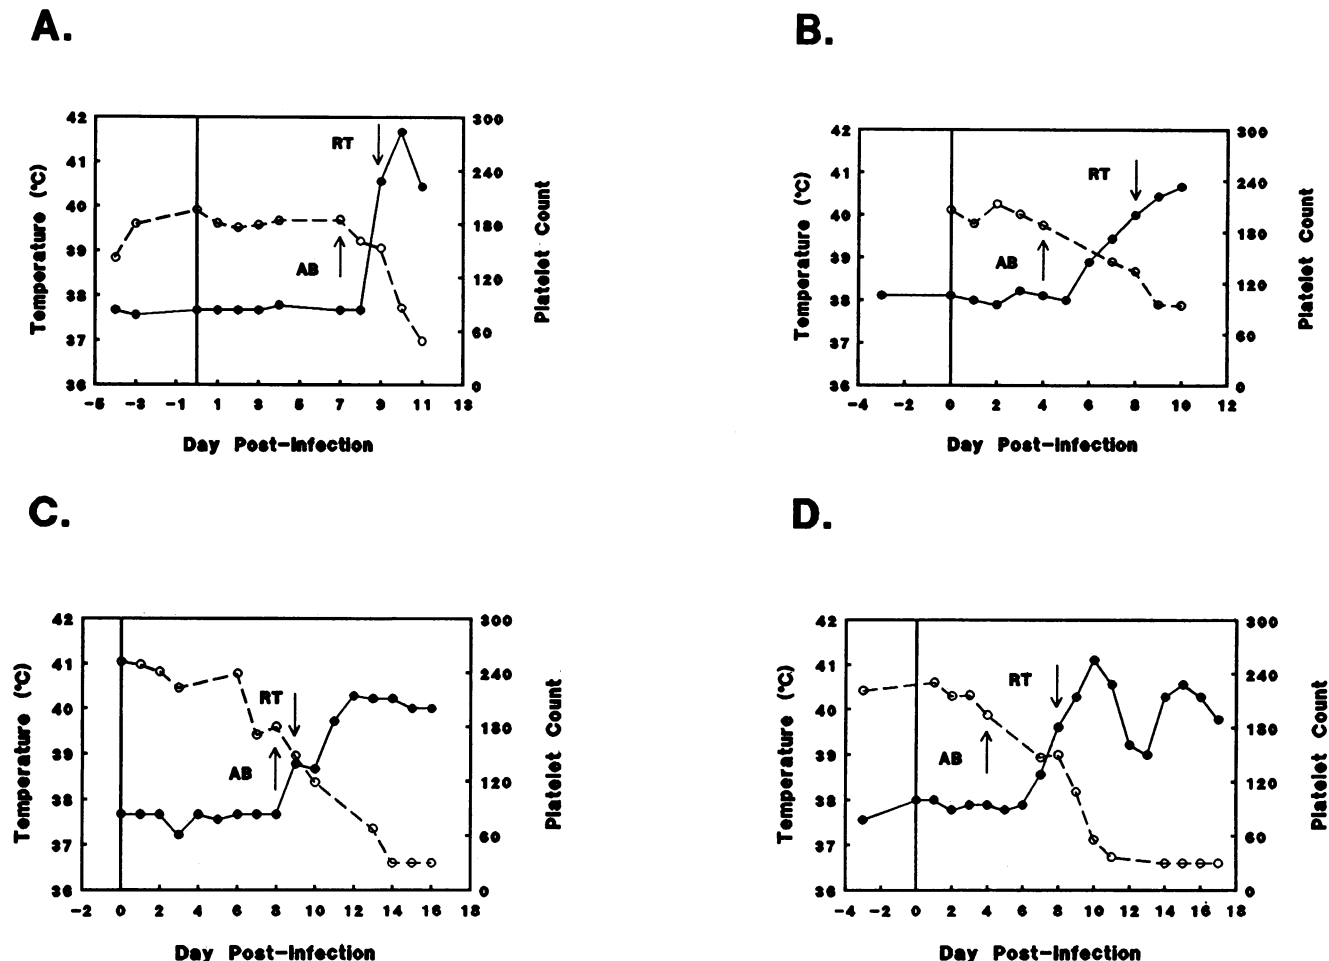 A.
42
41
40
39
38
37
36
Temperature (°C)
300
240
180
120
60
0
Platelet Count
RT
AB
-5 -3 -1 1 3 5 7 9 11 13
Day Post-Infection
B.
42
41
40
39
38
37
36
Temperature (°C)
300
240
180
120
60
0
Platelet Count
RT
AB
-4 -2 0 2 4 6 8 10 12
Day Post-Infection
C.
42
41
40
39
38
37
36
Temperature (°C)
300
240
180
120
60
0
Platelet Count
RT
AB
-2 0 2 4 6 8 10 12 14 16 18
Day Post-Infection
D.
42
41
40
39
38
37
36
Temperature (°C)
300
240
180
120
60
0
Platelet Count
RT
AB
-4 -2 0 2 4 6 8 10 12 14 16 18
Day Post-Infection